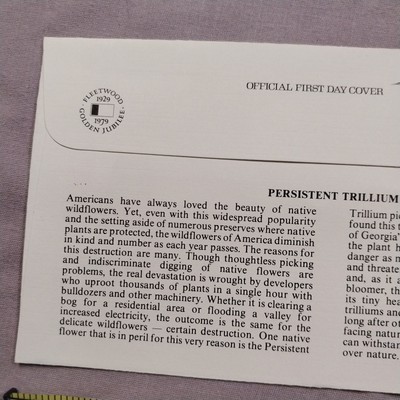 FLEETWOOD
1929
1979
GOLDEN JUBILEE
OFFICIAL FIRST DAY COVER
PERSISTENT TRILLIUM
Americans have always loved the beauty of native
wildflowers. Yet, even with this widespread popularity
and the setting aside of numerous preserves where native
plants are protected, the wildflowers of America diminish
in kind and number as each year passes. The reasons for
this destruction are many. Though thoughtless picking
and indiscriminate digging of native flowers are
problems, the real devastation is wrought by developers
who uproot thousands of plants in a single hour with
bulldozers and other machinery. Whether it is clearing a
bog for a residential area or flooding a valley for
increased electricity, the outcome is the same for the
delicate wildflowers — certain destruction. One native
flower that is in peril for this very reason is the Persistent
Trillium
found this
of Georgia'
the plant h
danger as
and threate
and, as it a
bloomer, th
its tiny hea
trilliums and
long after ot
facing natur
can withstan
over nature.